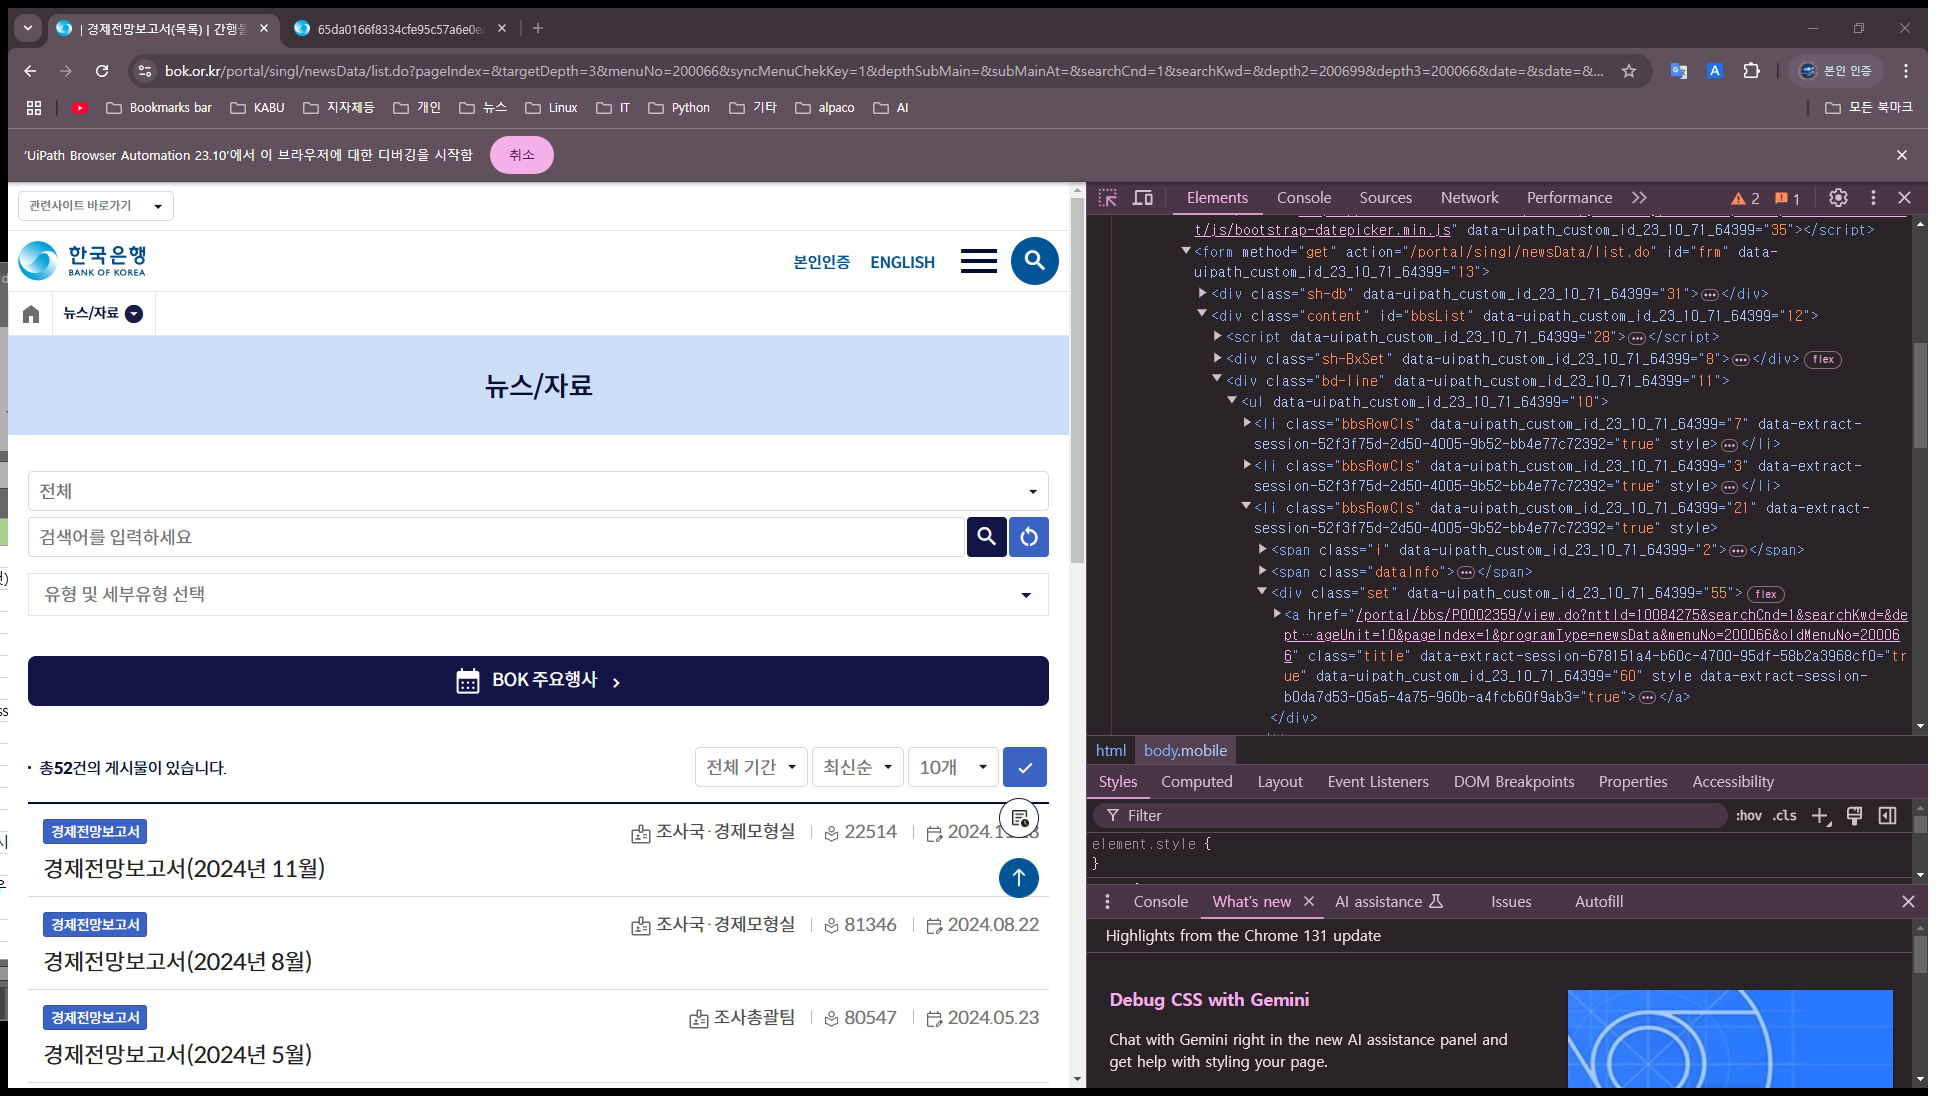 | 경제전망보고서(목록) | 간행물
65da0166f8334cfe95c57a6e0e
bok.or.kr/portal/singl/newsData/list.do?pageIndex=&targetDepth=3&menuNo=200066&syncMenuChekKey=1&depthSubMain=&subMainAt=&searchCnd=1&searchKwd=&depth2=200699&depth3=200066&date=&sdate=&...
본인 인증
Bookmarks bar
KABU
지자체등
개인
뉴스
Linux
IT
Python
기타
alpaco
AI
모든 북마크
'UiPath Browser Automation 23.10'에서 이 브라우저에 대한 디버깅을 시작함
취소
관련사이트 바로가기
한국은행
BANK OF KOREA
본인인증
ENGLISH
뉴스/자료
뉴스/자료
전체
검색어를 입력하세요
유형 및 세부유형 선택
BOK 주요행사
총52건의 게시물이 있습니다.
전체 기간
최신순
10개
경제전망보고서
조사국·경제모형실
22514
경제전망보고서(2024년 11월)
경제전망보고서
조사국·경제모형실
81346
2024.08.22
경제전망보고서(2024년 8월)
경제전망보고서
조사총괄팀
80547
2024.05.23
경제전망보고서(2024년 5월)
Elements
Console
Sources
Network
Performance
2
1
t/js/bootstrap-datepicker.min.js" data-uipath_custom_id_23_10_71_64399="35"></script>
<form method="get" action="/portal/singl/newsData/list.do" id="frm" data-
uipath_custom_id_23_10_71_64399="13">
<div class="sh-db" data-uipath_custom_id_23_10_71_64399="31">…</div>
<div class="content" id="bbsList" data-uipath_custom_id_23_10_71_64399="12">
<script data-uipath_custom_id_23_10_71_64399="28">…</script>
<div class="sh-BxSet" data-uipath_custom_id_23_10_71_64399="8">…</div> flex
<div class="bd-line" data-uipath_custom_id_23_10_71_64399="11">
<ul data-uipath_custom_id_23_10_71_64399="10">
<li class="bbsRowCls" data-uipath_custom_id_23_10_71_64399="7" data-extract-
session-52f3f75d-2d50-4005-9b52-bb4e77c72392="true" style>…</li>
<li class="bbsRowCls" data-uipath_custom_id_23_10_71_64399="3" data-extract-
session-52f3f75d-2d50-4005-9b52-bb4e77c72392="true" style>…</li>
<li class="bbsRowCls" data-uipath_custom_id_23_10_71_64399="21" data-extract-
session-52f3f75d-2d50-4005-9b52-bb4e77c72392="true" style>
<span class="i" data-uipath_custom_id_23_10_71_64399="2">…</span>
<span class="dataInfo">…</span>
<div class="set" data-uipath_custom_id_23_10_71_64399="55"> flex
<a href="/portal/bbs/P0002359/view.do?nttId=10084275&searchCnd=1&searchKwd=&de
pt…ageUnit=10&pageIndex=1&programType=newsData&menuNo=200066&oldMenuNo=20006
6" class="title" data-extract-session-678151a4-b60c-4700-95df-58b2a3968cf0="tr
ue" data-uipath_custom_id_23_10_71_64399="60" style data-extract-session-
b0da7d53-05a5-4a75-960b-a4fcb60f9ab3="true">…</a>
</div>
html
body.mobile
Styles
Computed
Layout
Event Listeners
DOM Breakpoints
Properties
Accessibility
Filter
:hov
.cls
element.style {
}
Console
What's new
AI assistance
Issues
Autofill
Highlights from the Chrome 131 update
Debug CSS with Gemini
Chat with Gemini right in the new AI assistance panel and
get help with styling your page.